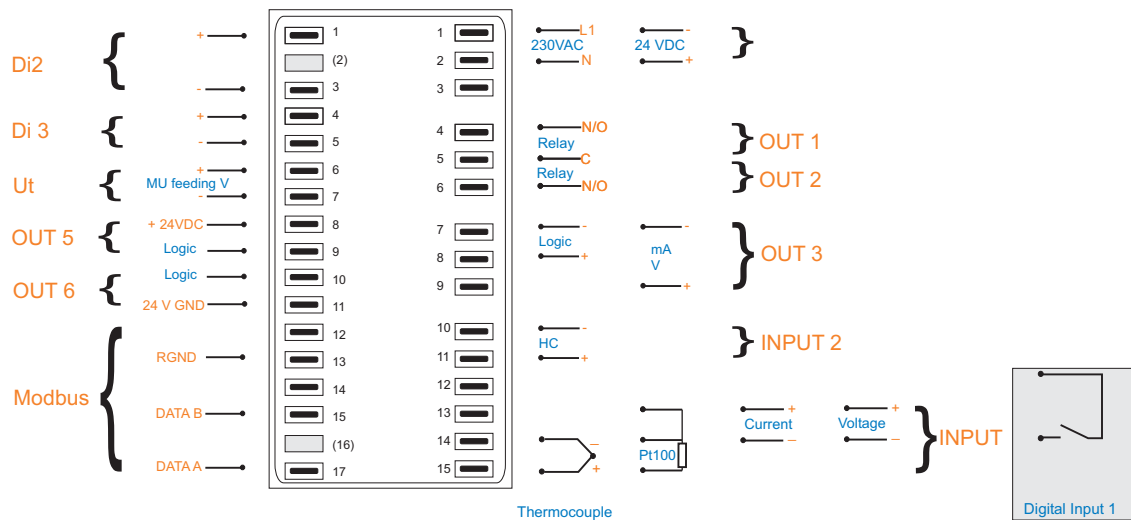 Di2
+
-
Di 3
+
-
Ut
+
MU feeding V
-
OUT 5
+ 24VDC
Logic
OUT 6
Logic
24 V GND
Modbus
RGND
DATA B
DATA A
1
(2)
3
4
5
6
7
8
9
10
11
12
13
14
15
(16)
17
1
2
3
4
5
6
7
8
9
10
11
12
13
14
15
L1
230VAC
N
-
24 VDC
+
N/O
Relay
C
Relay
N/O
OUT 1
OUT 2
-
Logic
+
-
mA
V
+
OUT 3
-
HC
+
INPUT 2
–
+
Thermocouple
Pt100
+
Current
–
+
Voltage
–
INPUT
Digital Input 1